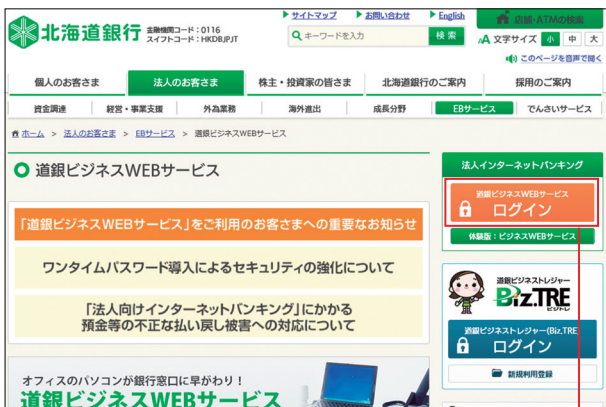 北海道銀行
金融機関コード：0116
スイフトコード：HKDBJPJT
サイトマップ
お問い合わせ
English
店舗・ATMの検索
キーワードを入力
検索
AA 文字サイズ 小 中 大
このページを音声で聞く
個人のお客さま
法人のお客さま
株主・投資家の皆さま
北海道銀行のご案内
採用のご案内
資金調達
経営・事業支援
外為業務
海外進出
成長分野
EBサービス
でんさいサービス
ホーム > 法人のお客さま > EBサービス > 道銀ビジネスWEBサービス
道銀ビジネスWEBサービス
「道銀ビジネスWEBサービス」をご利用のお客さまへの重要なお知らせ
ワンタイムパスワード導入によるセキュリティの強化について
「法人向けインターネットバンキング」にかかる
預金等の不正な払い戻し被害への対応について
オフィスのパソコンが銀行窓口に早がわり！
道銀ビジネスWEBサービス
法人インターネットバンキング
道銀ビジネスWEBサービス
ログイン
体験版：ビジネスWEBサービス
道銀ビジネストレジャー
Biz.TRE
ビジトレ
道銀ビジネストレジャー(Biz.TRE)
ログイン
新規利用登録